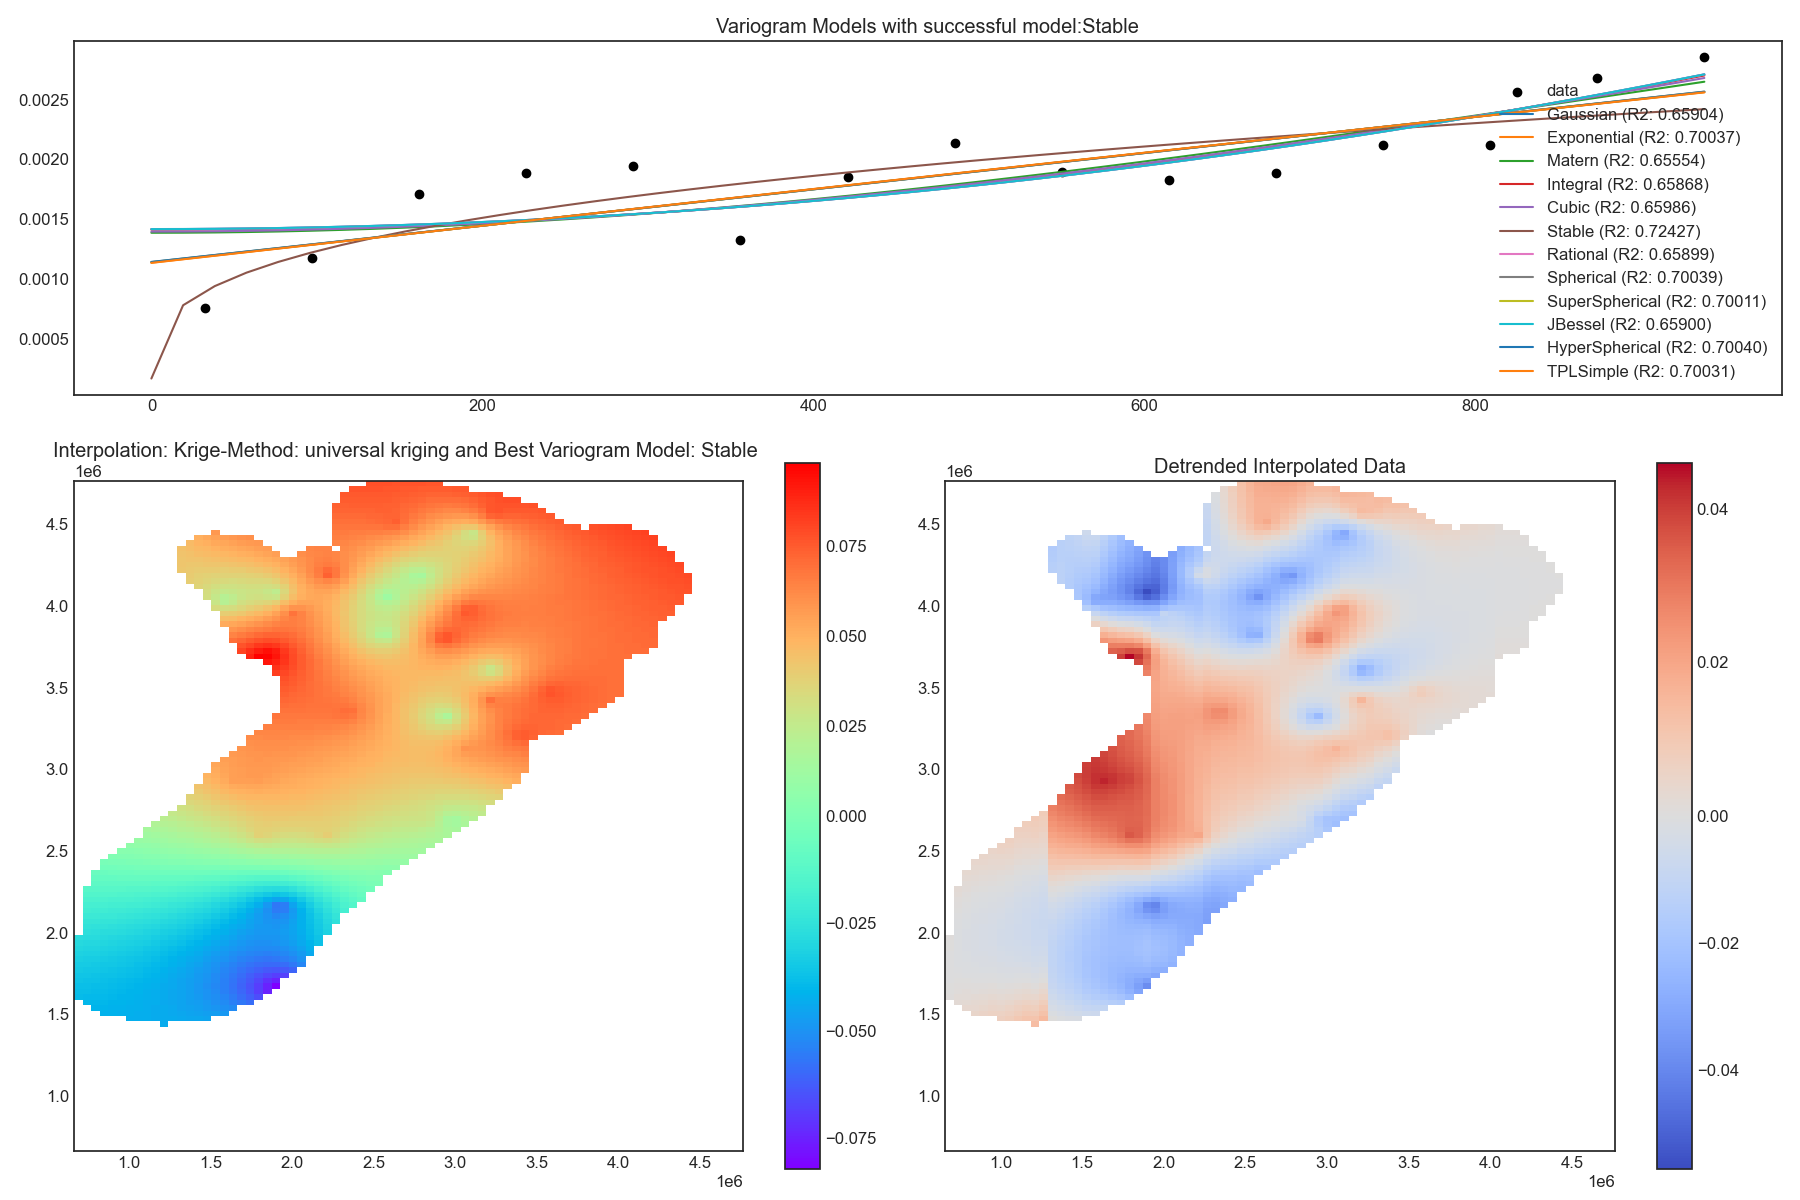 Variogram Models with successful model:Stable
0.0025
0.0020
0.0015
0.0010
0.0005
data
Gaussian (R2: 0.65904)
Exponential (R2: 0.70037)
Matern (R2: 0.65554)
Integral (R2: 0.65868)
Cubic (R2: 0.65986)
Stable (R2: 0.72427)
Rational (R2: 0.65899)
Spherical (R2: 0.70039)
SuperSpherical (R2: 0.70011)
JBessel (R2: 0.65900)
HyperSpherical (R2: 0.70040)
TPLSimple (R2: 0.70031)
0 200 400 600 800
Interpolation: Krige-Method: universal kriging and Best Variogram Model: Stable
1e6
4.5
4.0
3.5
3.0
2.5
2.0
1.5
1.0
1.0 1.5 2.0 2.5 3.0 3.5 4.0 4.5
1e6
0.075
0.050
0.025
0.000
−0.025
−0.050
−0.075
Detrended Interpolated Data
1e6
4.5
4.0
3.5
3.0
2.5
2.0
1.5
1.0
1.0 1.5 2.0 2.5 3.0 3.5 4.0 4.5
1e6
0.04
0.02
0.00
−0.02
−0.04